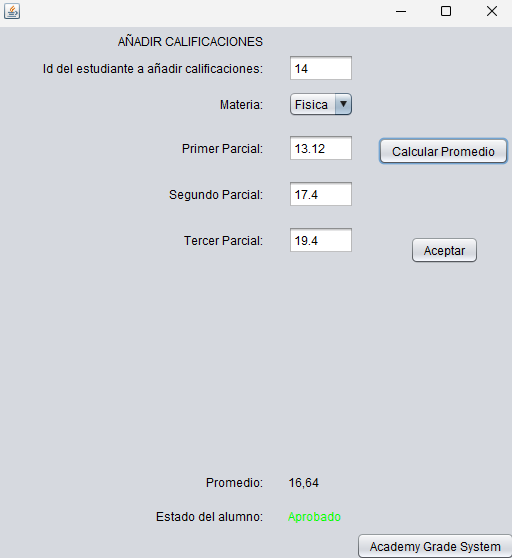 AÑADIR CALIFICACIONES
Id del estudiante a añadir calificaciones: 14
Materia: Fisica
Primer Parcial: 13.12 Calcular Promedio
Segundo Parcial: 17.4
Tercer Parcial: 19.4
Aceptar
Promedio: 16,64
Estado del alumno: Aprobado
Academy Grade System